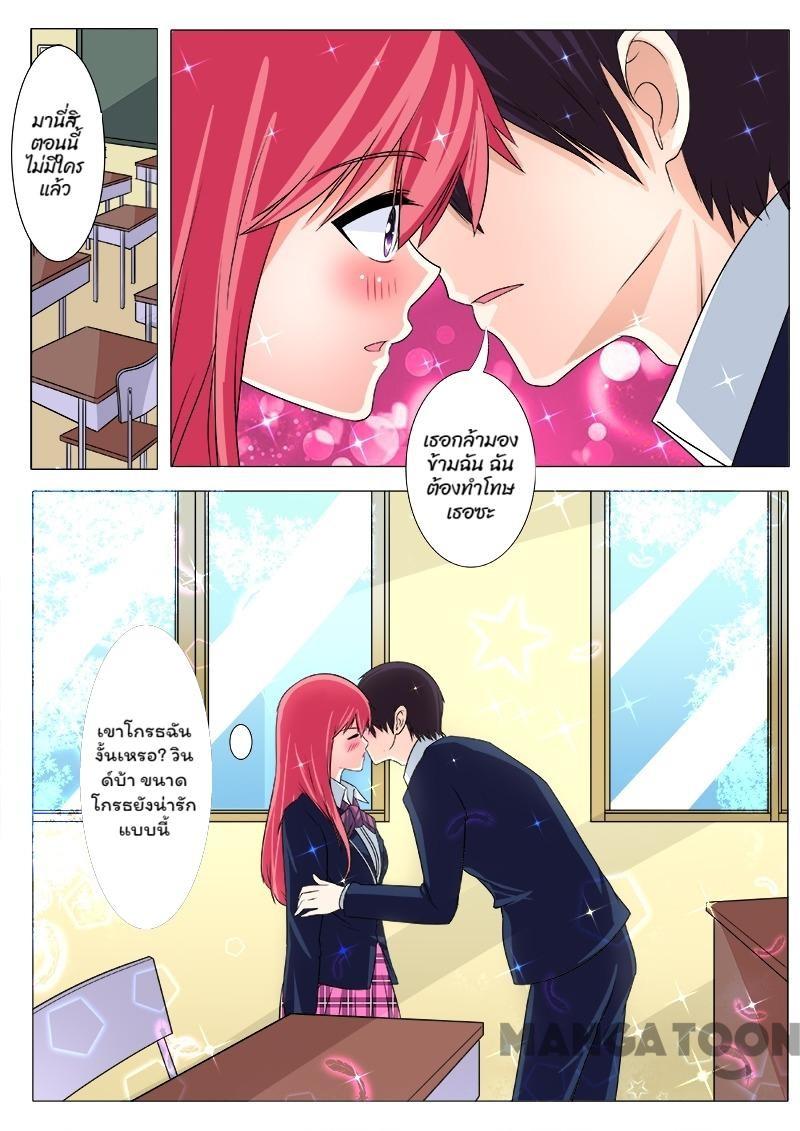 มานี่สิ
ตอนนี้
ไม่มีใคร
แล้ว
เธอกล้ามอง
ข้ามฉัน ฉัน
ต้องทำโทษ
เธอซะ
เขาโกรธฉัน
งั้นเหรอ? วิน
ด์บ้า ขนาด
โกรธยังน่ารัก
แบบนี้
MANGATOON